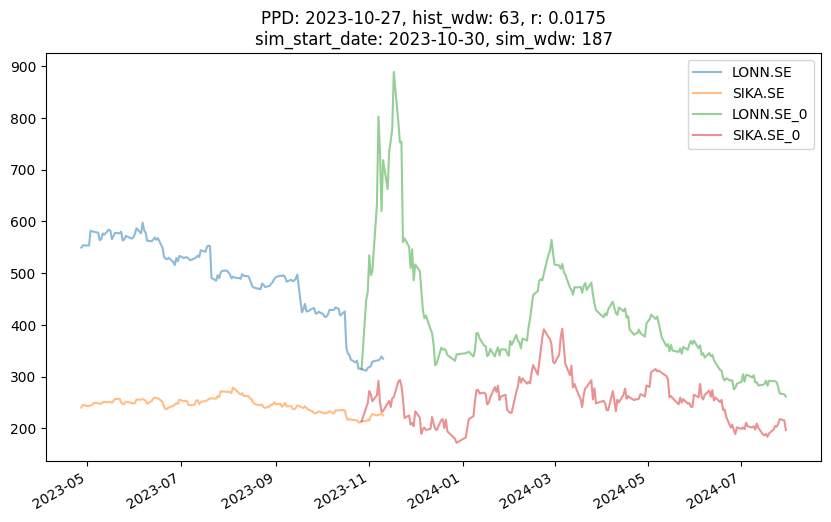 PPD: 2023-10-27, hist_wdw: 63, r: 0.0175
sim_start_date: 2023-10-30, sim_wdw: 187
900
800
700
600
500
400
300
200
LONN.SE
SIKA.SE
LONN.SE_0
SIKA.SE_0
2023-05
2023-07
2023-09
2023-11
2024-01
2024-03
2024-05
2024-07